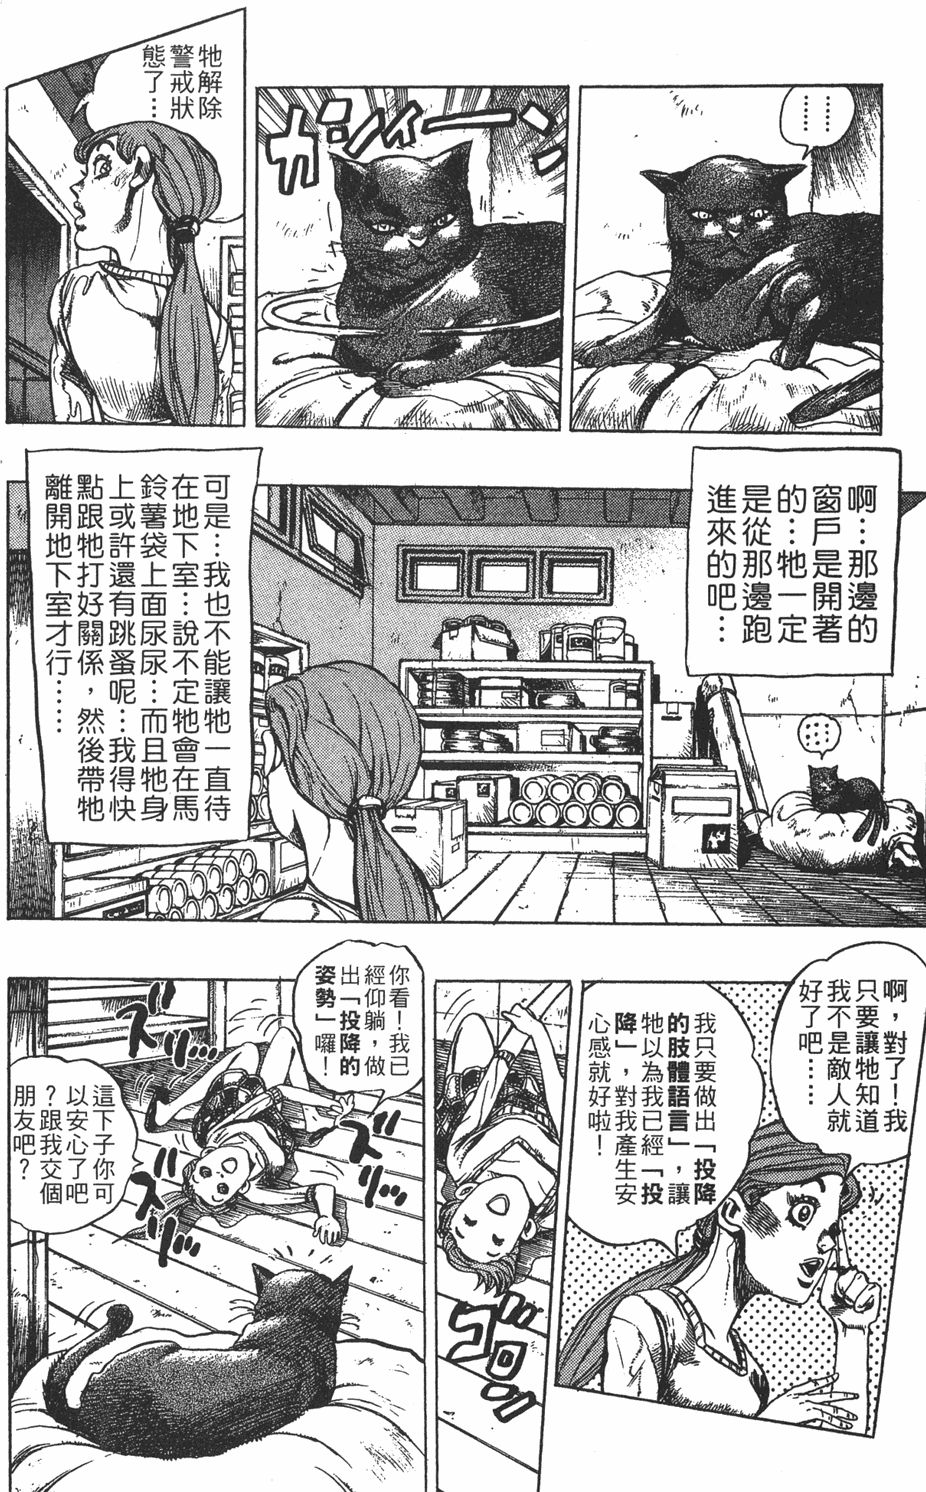 ……
……
ガシィーーン
牠解除
警戒狀
態了…
啊…那邊的
窗戶是開著
的…牠一定
是從那邊跑
進來的吧…
……
……
可是…我也不能讓牠一直待
在地下室…說不定牠會在馬
鈴薯袋上面尿尿…而且牠身
上或許還有跳蚤呢…我得快
點跟牠打好關係，然後帶牠
離開地下室才行……
啊，對了！我
只要讓牠知道
我不是敵人就
好了吧……
我只要做出「投降
的肢體語言」，讓
牠以為我已經「投
降」，對我產生安
心感就好啦！
ゴロン
你看！我已
經仰躺，做
出「投降的
姿勢」囉！
ズズ
ズズ
ズズ
ズズ
這下子你可
以安心了吧
？跟我交個
朋友吧？